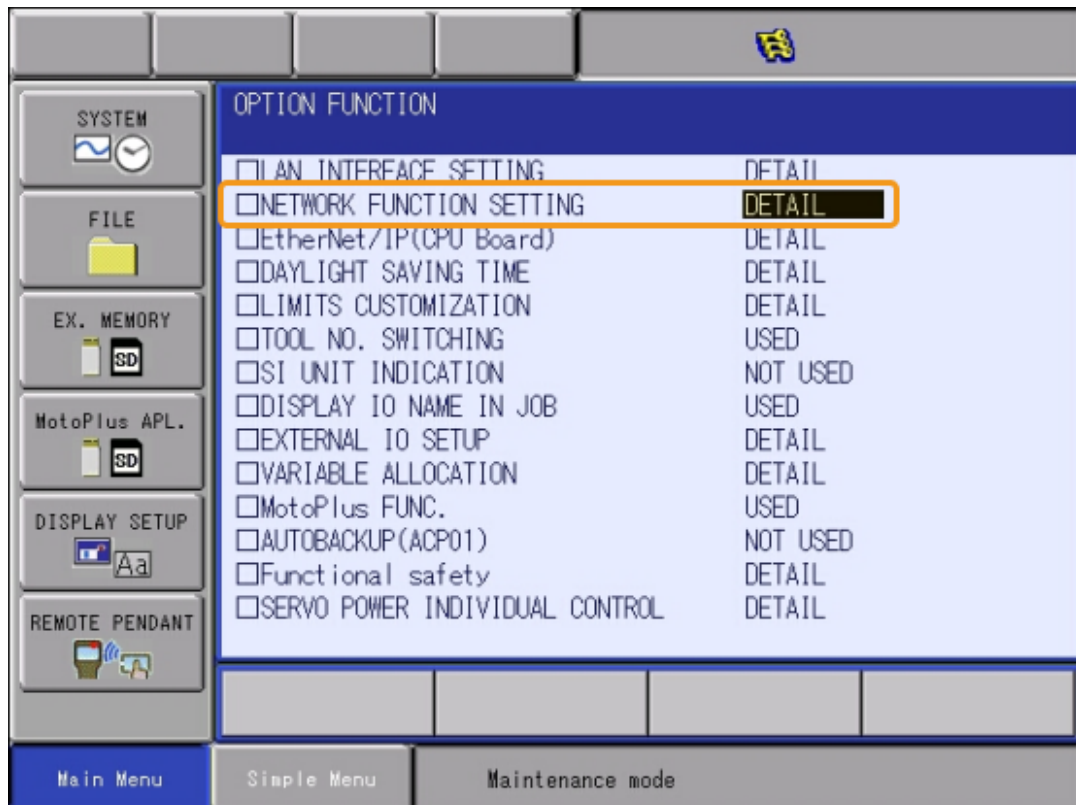 SYSTEM
FILE
EX. MEMORY
SD
MotoPlus APL.
SD
DISPLAY SETUP
Aa
REMOTE PENDANT
OPTION FUNCTION
LAN INTERFACE SETTING DETAIL
NETWORK FUNCTION SETTING DETAIL
EtherNet/IP(CPU Board) DETAIL
DAYLIGHT SAVING TIME DETAIL
LIMITS CUSTOMIZATION DETAIL
TOOL NO. SWITCHING USED
SI UNIT INDICATION NOT USED
DISPLAY IO NAME IN JOB USED
EXTERNAL IO SETUP DETAIL
VARIABLE ALLOCATION DETAIL
MotoPlus FUNC. USED
AUTOBACKUP(ACP01) NOT USED
Functional safety DETAIL
SERVO POWER INDIVIDUAL CONTROL DETAIL
Main Menu Simple Menu Maintenance mode